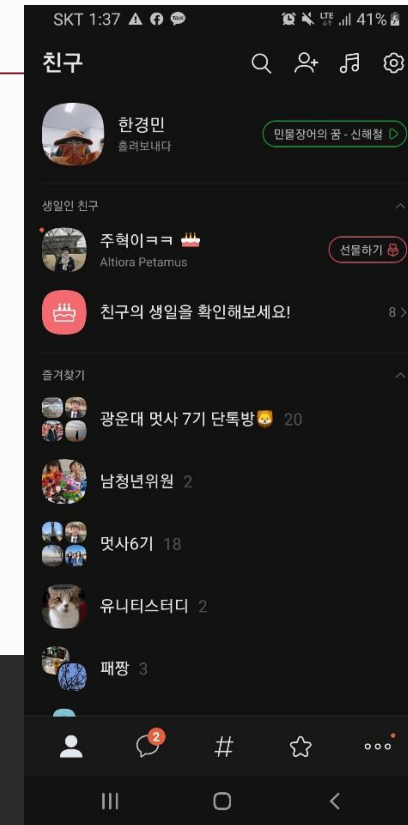 SKT 1:37
LTE 41%
친구
한경민
흘려보내다
민물장어의 꿈 - 신해철
생일인 친구
주혁이ㅋㅋ 🎂
Altiora Petamus
선물하기
친구의 생일을 확인해보세요!
8
즐겨찾기
광운대 멋사 7기 단톡방🦁 20
남청년위원 2
멋사6기 18
유니티스터디 2
패짱 3
2
#